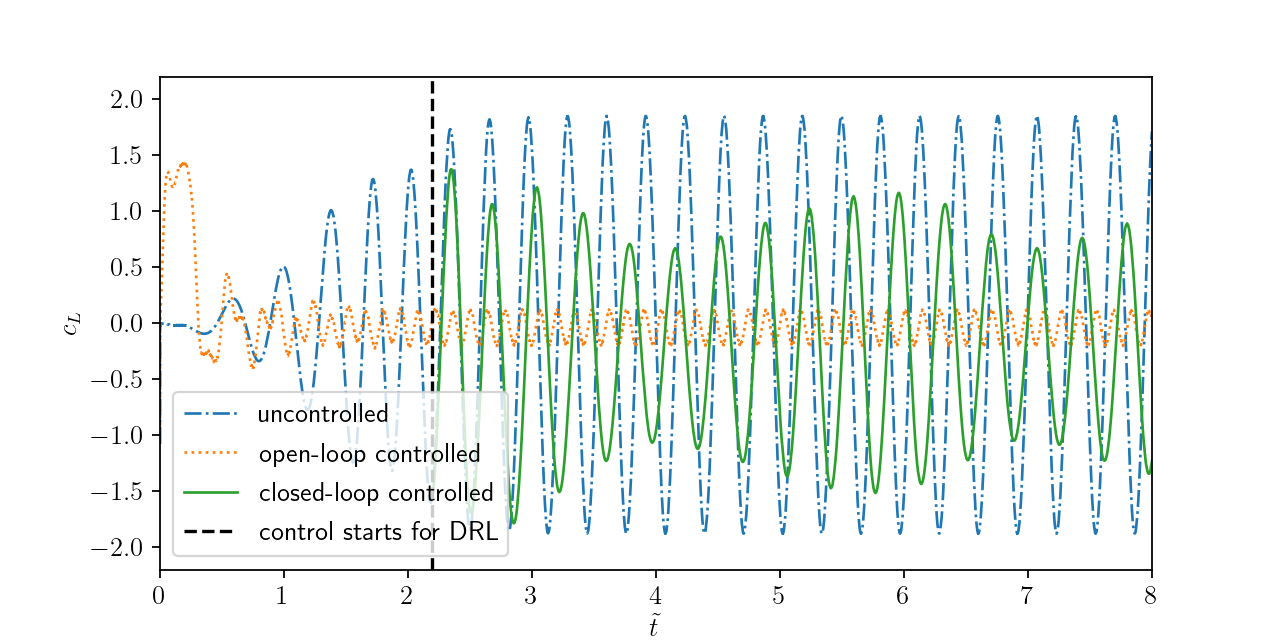 2.0
1.5
1.0
0.5
0.0
−0.5
−1.0
−1.5
−2.0
c_L
uncontrolled
open-loop controlled
closed-loop controlled
control starts for DRL
0 1 2 3 4 5 6 7 8
t̃